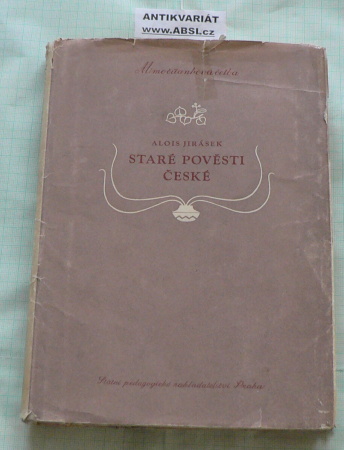 ANTIKVARIÁT
www.ABSI.cz
Mimočítanková četba
ALOIS JIRÁSEK
STARÉ POVĚSTI
ČESKÉ
Státní pedagogické nakladatelství Praha